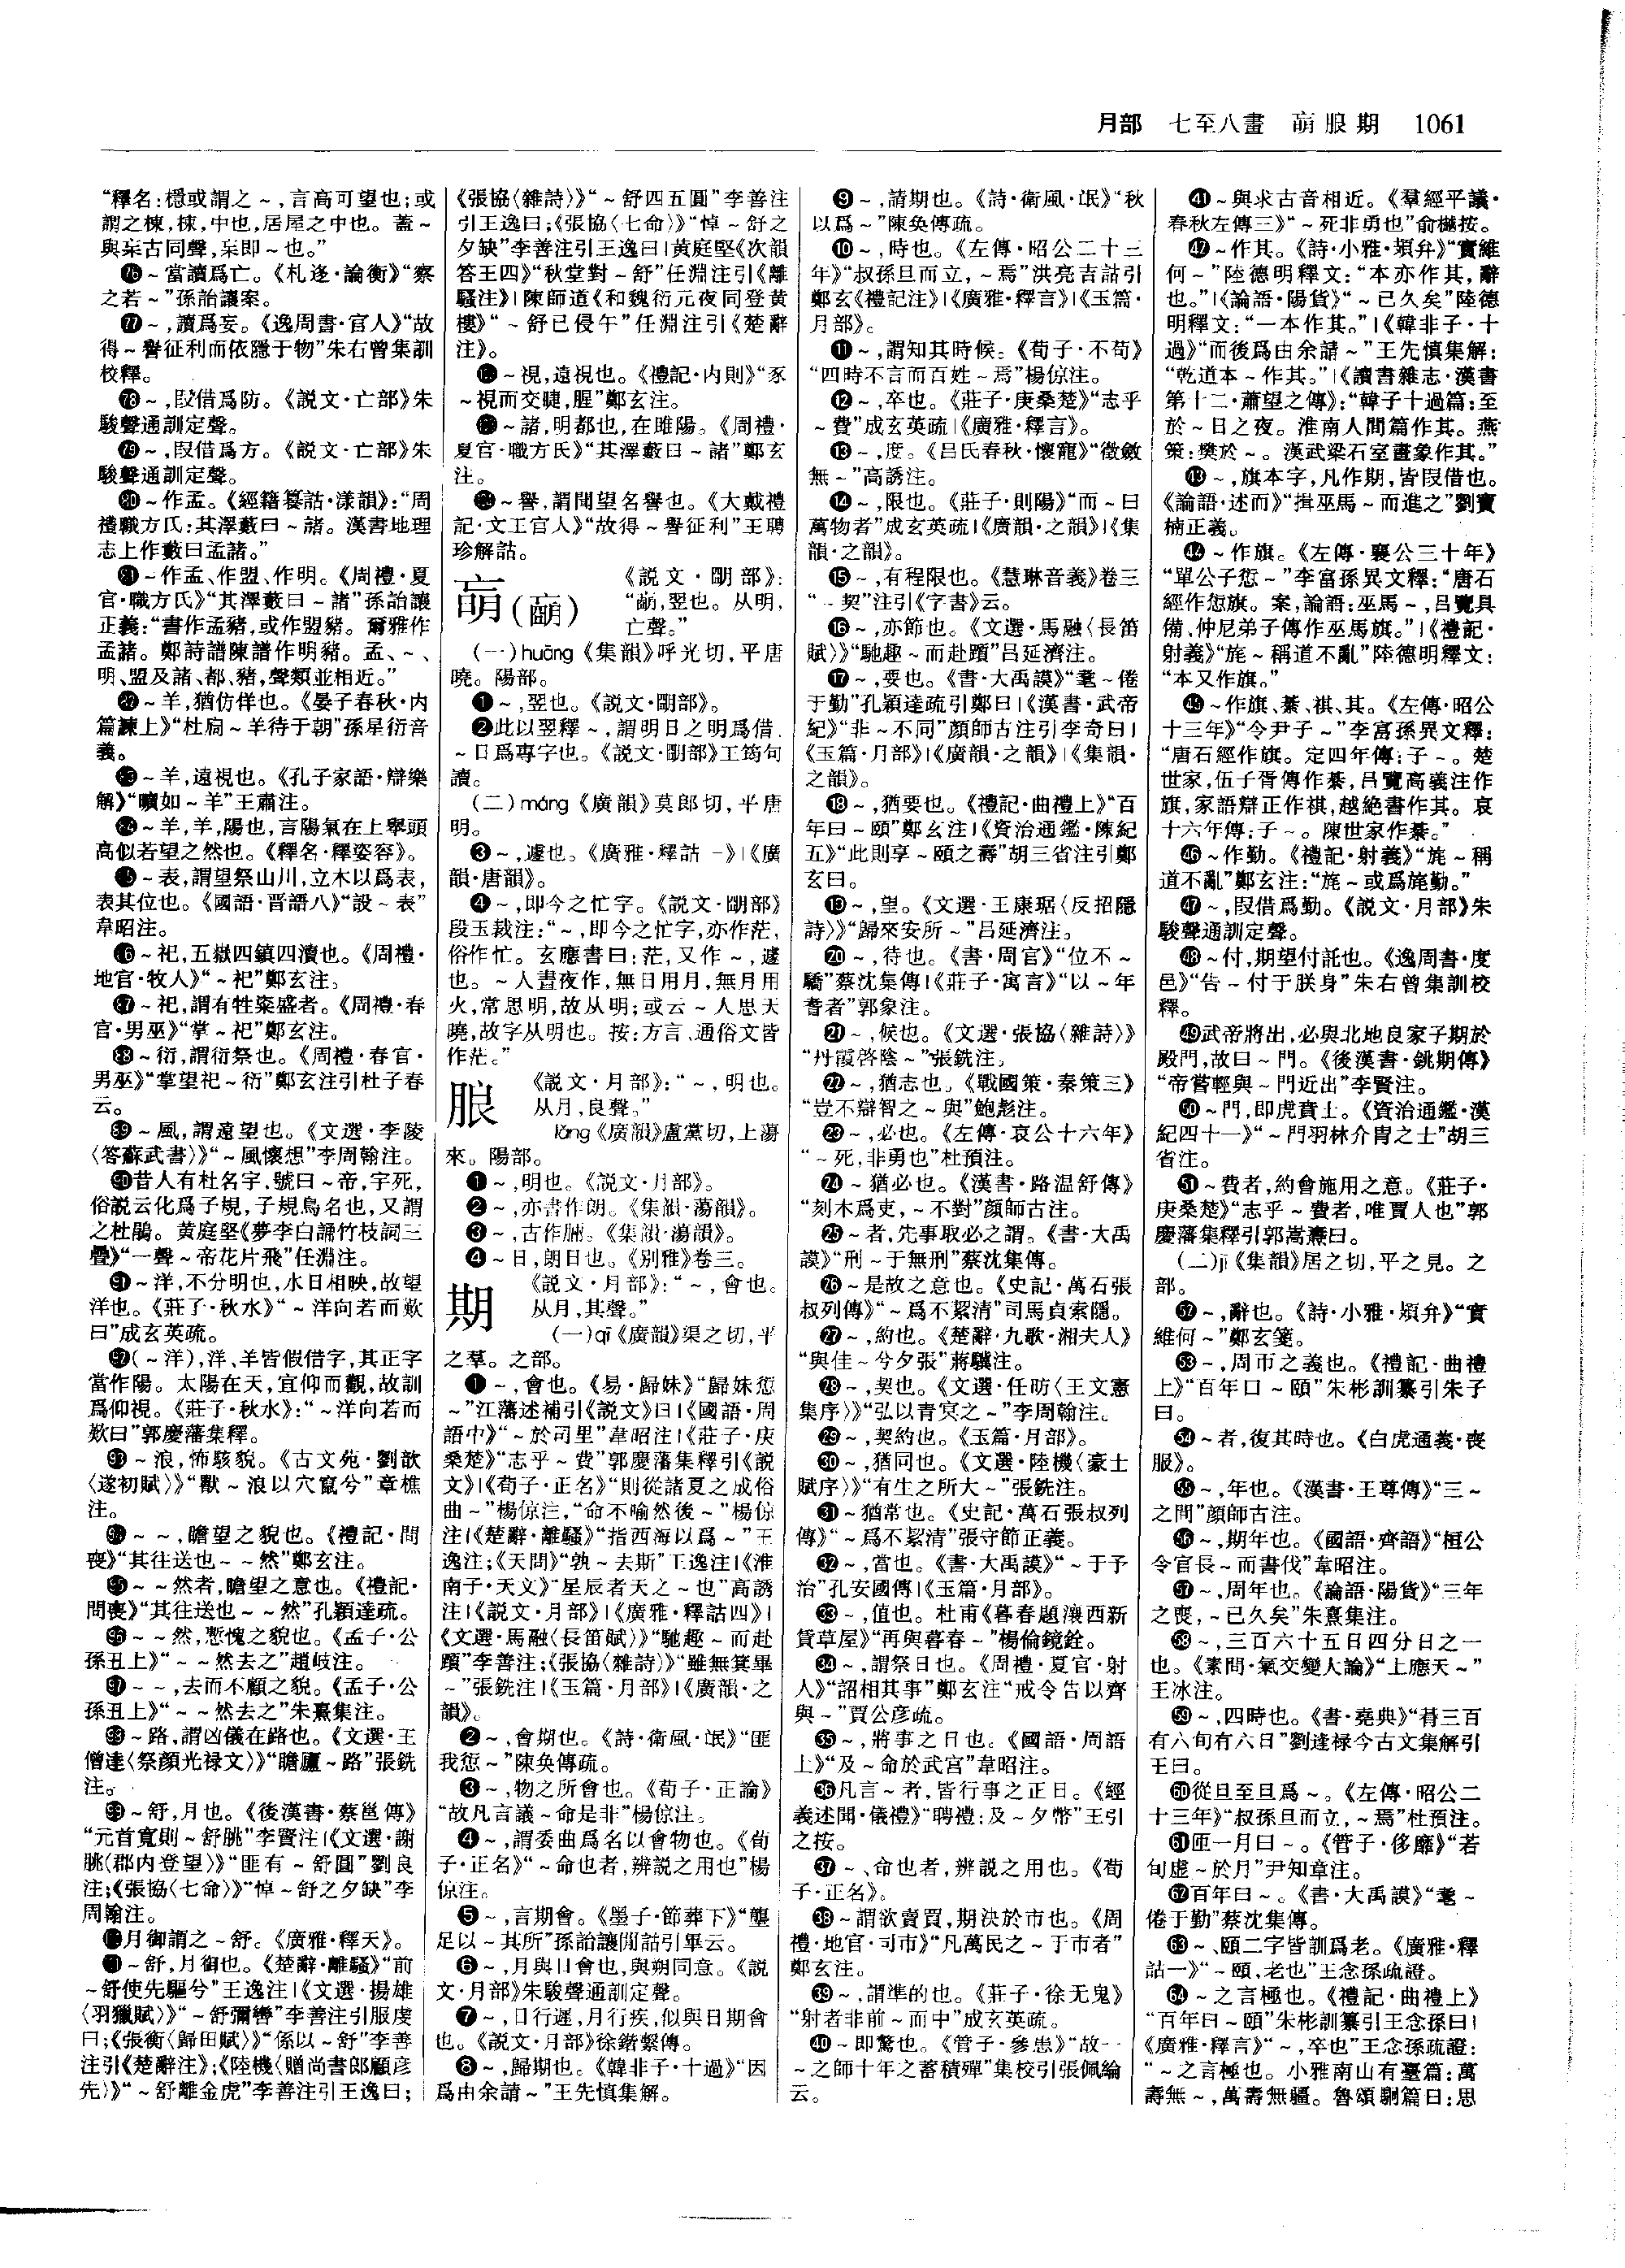 月部　七至八畫　萠朖期　1061
“釋名:檼或謂之~,言高可望也;或
謂之棟,棟,中也,居屋之中也。蓋~
與宲古同聲,宲即~也。”
76~當讀爲亡。《札迻·論衡》“察
之若~”孫詒讓案。
77~,讀爲妄。《逸周書·官人》“故
得~譽征利而依隱于物”朱右曾集訓
校釋。
78~,叚借爲防。《説文·亡部》朱
駿聲通訓定聲。
79~,叚借爲方。《説文·亡部》朱
駿聲通訓定聲。
80~作孟。《經籍籑詁·漾韻》:“周
禮職方氏:其澤藪曰~諸。漢書地理
志上作藪曰孟諸。”
81~作孟、作盟、作明。《周禮·夏
官·職方氏》“其澤藪曰~諸”孫詒讓
正義:“書作孟豬,或作盟豬。爾雅作
孟諸。鄭詩譜陳譜作明豬。孟、~、
明、盟及諸、都、豬,聲類並相近。”
82~羊,猶仿佯也。《晏子春秋·内
篇諫上》“杜扃~羊待于朝”孫星衍音
義。
83~羊,遠視也。《孔子家語·辯樂
解》“曠如~羊”王肅注。
84~羊,羊,陽也,言陽氣在上舉頭
高似若望之然也。《釋名·釋姿容》。
85~表,謂望祭山川,立木以爲表,
表其位也。《國語·晋語八》“設~表”
韋昭注。
86~祀,五嶽四鎮四瀆也。《周禮·
地官·牧人》“~祀”鄭玄注。
87~祀,謂有牲粢盛者。《周禮·春
官·男巫》“掌~祀”鄭玄注。
88~衍,謂衍祭也。《周禮·春官·
男巫》“掌望祀~衍”鄭玄注引杜子春
云。
89~風,謂遠望也。《文選·李陵
〈答蘇武書〉》“~風懷想”李周翰注。
90昔人有杜名宇,號曰~帝,宇死,
俗説云化爲子規,子規鳥名也,又謂
之杜鵑。黄庭堅《夢李白誦竹枝詞三
疊》“一聲~帝花片飛”任淵注。
91~洋,不分明也,水日相映,故望
洋也。《莊子·秋水》“~洋向若而歎
曰”成玄英疏。
92(~洋),洋、羊皆假借字,其正字
當作陽。太陽在天,宜仰而觀,故訓
爲仰視。《莊子·秋水》:“~洋向若而
歎曰”郭慶藩集釋。
93~浪,怖駭貌。《古文苑·劉歆
〈遂初賦〉》“獸~浪以穴竄兮”章樵
注。
94~~,瞻望之貌也。《禮記·問
喪》“其往送也~~然”鄭玄注。
95~~然者,瞻望之意也。《禮記·
問喪》“其往送也~~然”孔穎達疏。
96~~然,慙愧之貌也。《孟子·公
孫丑上》“~~然去之”趙岐注。
97~~,去而不顧之貌。《孟子·公
孫丑上》“~~然去之”朱熹集注。
98~路,謂凶儀在路也。《文選·王
僧達〈祭顔光禄文〉》“瞻廬~路”張銑
注。
99~舒,月也。《後漢書·蔡邕傳》
“元首寬則~舒朓”李賢注|《文選·謝
朓〈郡内登望〉》“匪有~舒圓”劉良
注;《張協〈七命〉》“悼~舒之夕缺”李
周翰注。
月御謂之~舒。《廣雅·釋天》。
~舒,月御也。《楚辭·離騷》“前
~舒使先驅兮”王逸注|《文選·揚雄
〈羽獵賦〉》“~舒彌轡”李善注引服虔
曰;《張衡〈歸田賦〉》“係以~舒”李善
注引《楚辭注》;《陸機〈贈尚書郎顧彦
先〉》“~舒離金虎”李善注引王逸曰;
《張協〈雜詩〉》“~舒四五圓”李善注
引王逸曰;《張協〈七命〉》“悼~舒之
夕缺”李善注引王逸曰|黄庭堅《次韻
答王四》“秋堂對~舒”任淵注引《離
騷注》|陳師道《和魏衍元夜同登黄
樓》“~舒已侵午”任淵注引《楚辭
注》。
~視,遠視也。《禮記·内則》“豕
~視而交睫,腥”鄭玄注。
~諸,明都也,在睢陽。《周禮·
夏官·職方氏》“其澤藪曰~諸”鄭玄
注。
~譽,謂聞望名譽也。《大戴禮
記·文王官人》“故得~譽征利”王聘
珍解詁。
《説文·朙部》:
“萠,翌也。从明,
亡聲。”
(一)huāng《集韻》呼光切,平唐
曉。陽部。
1~,翌也。《説文·朙部》。
2此以翌釋~,謂明日之明爲借,
~日爲專字也。《説文·朙部》王筠句
讀。
(二)máng《廣韻》莫郎切,平唐
明。
3~,遽也。《廣雅·釋詁一》|《廣
韻·唐韻》。
4~,即今之忙字。《説文·朙部》
段玉裁注:“~,即今之忙字,亦作茫,
俗作忙。玄應書曰:茫,又作~,遽
也。~人晝夜作,無日用月,無月用
火,常思明,故从明;或云~人思天
曉,故字从明也。按:方言、通俗文皆
作茫。”
朖
《説文·月部》:“~,明也。
从月,良聲。”
lǎng《廣韻》盧黨切,上蕩
來。陽部。
1~,明也。《説文·月部》。
2~,亦書作朗。《集韻·蕩韻》。
3~,古作𦜕。《集韻·蕩韻》。
4~日,朗日也。《别雅》卷三。
期
《説文·月部》:“~,會也。
从月,其聲。”
(一)qī《廣韻》渠之切,平
之羣。之部。
1~,會也。《易·歸妹》“歸妹愆
~”江藩述補引《説文》曰|《國語·周
語中》“~於司里”韋昭注|《莊子·庚
桑楚》“志乎~費”郭慶藩集釋引《説
文》|《荀子·正名》“則從諸夏之成俗
曲~”楊倞注,“命不喻然後~”楊倞
注|《楚辭·離騷》“指西海以爲~”王
逸注;《天問》“孰~去斯”王逸注|《淮
南子·天文》“星辰者天之~也”高誘
注|《説文·月部》|《廣雅·釋詁四》|
《文選·馬融〈長笛賦〉》“馳趣~而赴
躓”李善注;《張協〈雜詩〉》“雖無箕畢
~”張銑注|《玉篇·月部》|《廣韻·之
韻》。
2~,會期也。《詩·衛風·氓》“匪
我愆~”陳奂傳疏。
3~,物之所會也。《荀子·正論》
“故凡言議~命是非”楊倞注。
4~,謂委曲爲名以會物也。《荀
子·正名》“~命也者,辨説之用也”楊
倞注。
5~,言期會。《墨子·節葬下》“壟
足以~其所”孫詒讓閒詁引畢云。
6~,月與日會也,與朔同意。《説
文·月部》朱駿聲通訓定聲。
7~,日行遲,月行疾,似與日期會
也。《説文·月部》徐鍇繫傳。
8~,歸期也。《韓非子·十過》“因
爲由余請~”王先慎集解。
9~,請期也。《詩·衛風·氓》“秋
以爲~”陳奂傳疏。
10~,時也。《左傳·昭公二十三
年》“叔孫旦而立,~焉”洪亮吉詁引
鄭玄《禮記注》|《廣雅·釋言》|《玉篇·
月部》。
11~,謂知其時候。《荀子·不苟》
“四時不言而百姓~焉”楊倞注。
12~,卒也。《莊子·庚桑楚》“志乎
~費”成玄英疏|《廣雅·釋言》。
13~,度。《吕氏春秋·懷寵》“徵斂
無~”高誘注。
14~,限也。《莊子·則陽》“而~曰
萬物者”成玄英疏|《廣韻·之韻》|《集
韻·之韻》。
15~,有程限也。《慧琳音義》卷三
“~契”注引《字書》云。
16~,亦節也。《文選·馬融〈長笛
賦〉》“馳趣~而赴躓”吕延濟注。
17~,要也。《書·大禹謨》“耄~倦
于勤”孔穎達疏引鄭曰|《漢書·武帝
紀》“非~不同”顔師古注引李奇曰|
《玉篇·月部》|《廣韻·之韻》|《集韻·
之韻》。
18~,猶要也。《禮記·曲禮上》“百
年曰~頤”鄭玄注|《資治通鑑·陳紀
五》“此則享~頤之壽”胡三省注引鄭
玄曰。
19~,望。《文選·王康琚〈反招隱
詩〉》“歸來安所~”吕延濟注。
20~,待也。《書·周官》“位不~
驕”蔡沈集傳|《莊子·寓言》“以~年
耆者”郭象注。
21~,候也。《文選·張協〈雜詩〉》
“丹霞啓陰~”張銑注。
22~,猶志也。《戰國策·秦策三》
“豈不辯智之~與”鮑彪注。
23~,必也。《左傳·哀公十六年》
“~死,非勇也”杜預注。
24~猶必也。《漢書·路温舒傳》
“刻木爲吏,~不對”顔師古注。
25~者,先事取必之謂。《書·大禹
謨》“刑~于無刑”蔡沈集傳。
26~是故之意也。《史記·萬石張
叔列傳》“~爲不絜清”司馬貞索隱。
27~,約也。《楚辭·九歌·湘夫人》
“與佳~兮夕張”蔣驥注。
28~,契也。《文選·任昉〈王文憲
集序〉》“弘以青冥之~”李周翰注。
29~,契約也。《玉篇·月部》。
30~,猶同也。《文選·陸機〈豪士
賦序〉》“有生之所大~”張銑注。
31~猶常也。《史記·萬石張叔列
傳》“~爲不絜清”張守節正義。
32~,當也。《書·大禹謨》“~于予
治”孔安國傳|《玉篇·月部》。
33~,值也。杜甫《暮春題瀼西新
賃草屋》“再與暮春~”楊倫鏡銓。
34~,謂祭日也。《周禮·夏官·射
人》“詔相其事”鄭玄注“戒令告以齊
與~”賈公彦疏。
35~,將事之日也。《國語·周語
上》“及~命於武宫”韋昭注。
36凡言~者,皆行事之正日。《經
義述聞·儀禮》“聘禮:及~夕幣”王引
之按。
37~、命也者,辨説之用也。《荀
子·正名》。
38~謂欲賣買,期決於市也。《周
禮·地官·司市》“凡萬民之~于市者”
鄭玄注。
39~,謂準的也。《莊子·徐无鬼》
“射者非前~而中”成玄英疏。
40~即綦也。《管子·參患》“故一
~之師十年之蓄積殫”集校引張佩綸
云。
41~與求古音相近。《羣經平議·
春秋左傳三》“~死非勇也”俞樾按。
42~作其。《詩·小雅·頍弁》“實維
何~”陸德明釋文:“本亦作其,辭
也。”|《論語·陽貨》“~已久矣”陸德
明釋文:“一本作其。”|《韓非子·十
過》“而後爲由余請~”王先慎集解:
“乾道本~作其。”|《讀書雜志·漢書
第十二·蕭望之傳》:“韓子十過篇:至
於~日之夜。淮南人間篇作其。燕
策:樊於~。漢武梁石室畫象作其。”
43~,旗本字,凡作期,皆叚借也。
《論語·述而》“揖巫馬~而進之”劉寶
楠正義。
44~作旗。《左傳·襄公三十年》
“單公子愆~”李富孫異文釋:“唐石
經作愆旗。案,論語:巫馬~,吕覽具
備、仲尼弟子傳作巫馬旗。”|《禮記·
射義》“旄~稱道不亂”陸德明釋文:
“本又作旗。”
45~作旗、綦、祺、其。《左傳·昭公
十三年》“令尹子~”李富孫異文釋:
“唐石經作旗。定四年傳:子~。楚
世家,伍子胥傳作綦,吕覽高義注作
旗,家語辯正作祺,越絶書作其。哀
十六年傳:子~。陳世家作綦。”
46~作勤。《禮記·射義》“旄~稱
道不亂”鄭玄注:“旄~或爲旄勤。”
47~,叚借爲勤。《説文·月部》朱
駿聲通訓定聲。
48~付,期望付託也。《逸周書·度
邑》“告~付于朕身”朱右曾集訓校
釋。
49武帝將出,必與北地良家子期於
殿門,故曰~門。《後漢書·銚期傳》
“帝嘗輕與~門近出”李賢注。
50~門,即虎賁士。《資治通鑑·漢
紀四十一》“~門羽林介胄之士”胡三
省注。
51~費者,約會施用之意。《莊子·
庚桑楚》“志乎~費者,唯賈人也”郭
慶藩集釋引郭嵩燾曰。
(二)jī《集韻》居之切,平之見。之
部。
52~,辭也。《詩·小雅·頍弁》“實
維何~”鄭玄箋。
53~,周帀之義也。《禮記·曲禮
上》“百年曰~頤”朱彬訓纂引朱子
曰。
54~者,復其時也。《白虎通義·喪
服》。
55~,年也。《漢書·王尊傳》“三~
之間”顔師古注。
56~,期年也。《國語·齊語》“桓公
令官長~而書伐”韋昭注。
57~,周年也。《論語·陽貨》“三年
之喪,~已久矣”朱熹集注。
58~,三百六十五日四分日之一
也。《素問·氣交變大論》“上應天~”
王冰注。
59~,四時也。《書·堯典》“朞三百
有六旬有六日”劉逢禄今古文集解引
王曰。
60從旦至旦爲~。《左傳·昭公二
十三年》“叔孫旦而立,~焉”杜預注。
61匝一月曰~。《管子·侈靡》“若
旬虚~於月”尹知章注。
62百年曰~。《書·大禹謨》“耄~
倦于勤”蔡沈集傳。
63~、頤二字皆訓爲老。《廣雅·釋
詁一》“~頤,老也”王念孫疏證。
64~之言極也。《禮記·曲禮上》
“百年曰~頤”朱彬訓纂引王念孫曰|
《廣雅·釋言》“~,卒也”王念孫疏證:
“~之言極也。小雅南山有臺篇:萬
壽無~,萬壽無疆。魯頌駉篇曰:思